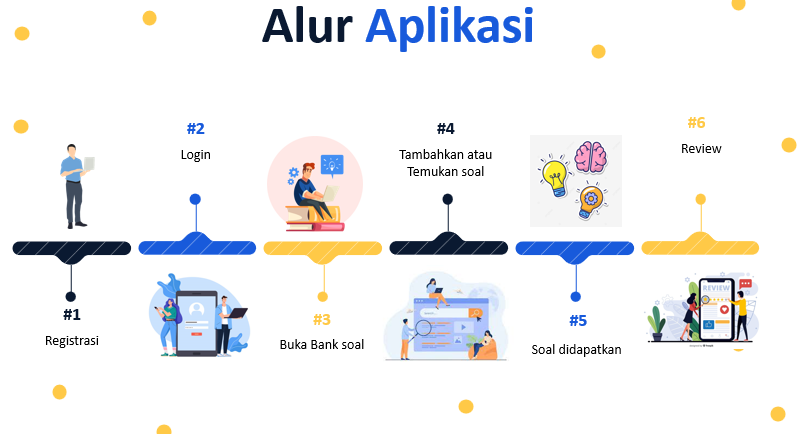 Alur Aplikasi
#1
Registrasi
#2
Login
#3
Buka Bank soal
#4
Tambahkan atau
Temukan soal
#5
Soal didapatkan
#6
Review
REVIEW